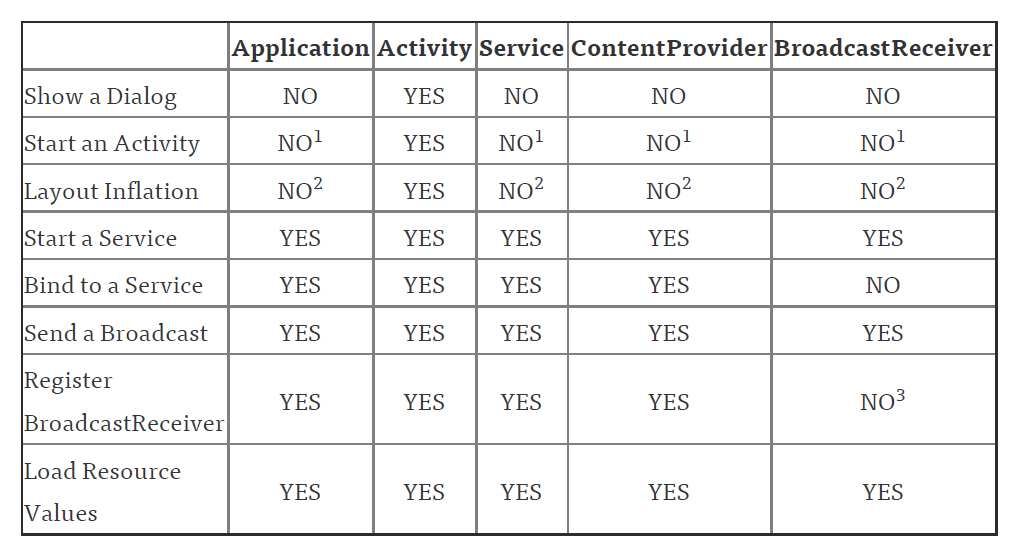 Application Activity Service ContentProvider BroadcastReceiver
Show a Dialog NO YES NO NO NO
Start an Activity NO¹ YES NO¹ NO¹ NO¹
Layout Inflation NO² YES NO² NO² NO²
Start a Service YES YES YES YES YES
Bind to a Service YES YES YES YES NO
Send a Broadcast YES YES YES YES YES
Register
BroadcastReceiver YES YES YES YES NO³
Load Resource
Values YES YES YES YES YES